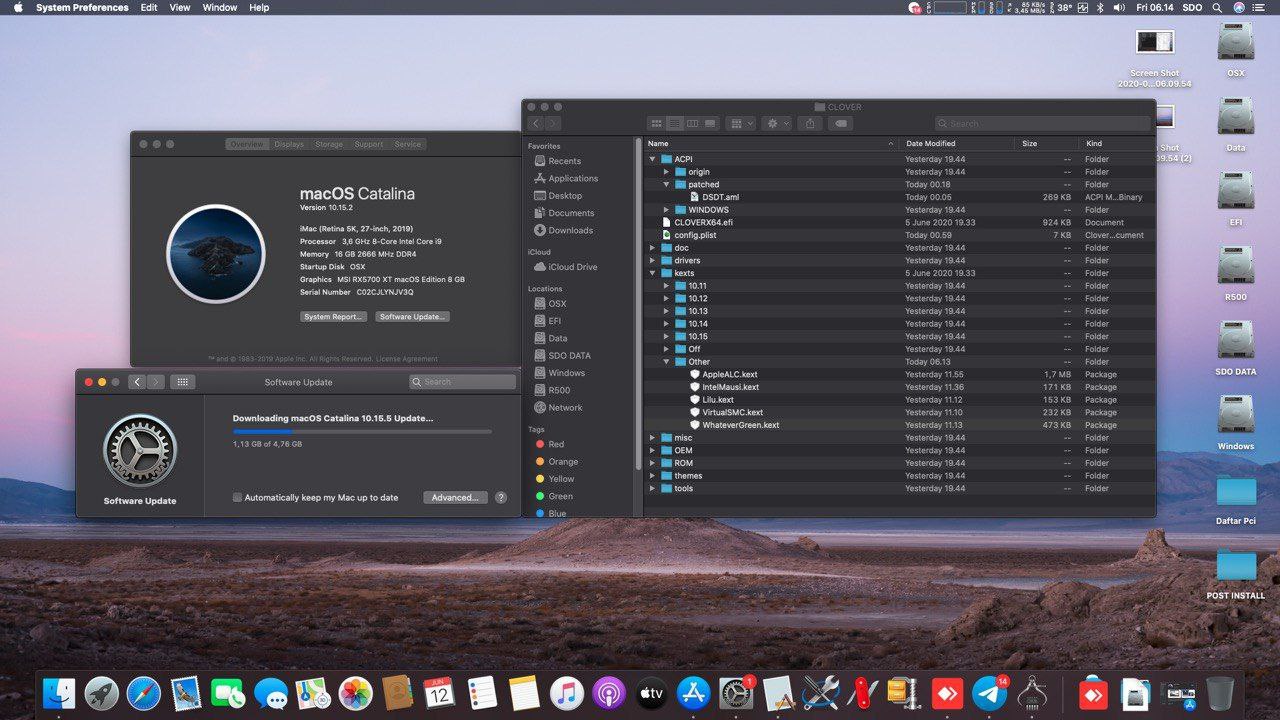 System Preferences Edit View Window Help
14 85 KB/s 3,45 MB/s 38° Fri 06.14 SDO
Screen Shot
2020-0...06.09.54
OSX
Shot
.09.54 (2)
Data
EFI
R500
SDO DATA
Windows
Daftar Pci
POST INSTALL
Overview Displays Storage Support Service
macOS Catalina
Version 10.15.2
iMac (Retina 5K, 27-inch, 2019)
Processor 3,6 GHz 8-Core Intel Core i9
Memory 16 GB 2666 MHz DDR4
Startup Disk OSX
Graphics MSI RX5700 XT macOS Edition 8 GB
Serial Number C02CJLYNJV3Q
System Report... Software Update...
™ and © 1983-2019 Apple Inc. All Rights Reserved. License Agreement
Software Update
Search
Software Update
Downloading macOS Catalina 10.15.5 Update...
1,13 GB of 4,76 GB
Automatically keep my Mac up to date Advanced... ?
CLOVER
Search
Favorites
Recents
Applications
Desktop
Documents
Downloads
iCloud
iCloud Drive
Locations
OSX
EFI
Data
SDO DATA
Windows
R500
Network
Tags
Red
Orange
Yellow
Green
Blue
Name Date Modified Size Kind
ACPI Yesterday 19.44 -- Folder
origin Yesterday 19.44 -- Folder
patched Today 00.18 -- Folder
DSDT.aml Today 00.05 269 KB ACPI M...Binary
WINDOWS Yesterday 19.44 -- Folder
CLOVERX64.efi 5 June 2020 19.33 924 KB Document
config.plist Today 00.59 7 KB Clover...cument
doc Yesterday 19.44 -- Folder
drivers Yesterday 19.44 -- Folder
kexts 5 June 2020 19.33 -- Folder
10.11 Yesterday 19.44 -- Folder
10.12 Yesterday 19.44 -- Folder
10.13 Yesterday 19.44 -- Folder
10.14 Yesterday 19.44 -- Folder
10.15 Yesterday 19.44 -- Folder
Off Yesterday 19.44 -- Folder
Other Today 06.13 -- Folder
AppleALC.kext Yesterday 11.55 1,7 MB Package
IntelMausi.kext Yesterday 11.36 171 KB Package
Lilu.kext Yesterday 11.12 153 KB Package
VirtualSMC.kext Yesterday 11.10 232 KB Package
WhateverGreen.kext Yesterday 11.13 473 KB Package
misc Yesterday 19.44 -- Folder
OEM Yesterday 19.44 -- Folder
ROM Yesterday 19.44 -- Folder
themes Yesterday 19.44 -- Folder
tools Yesterday 19.44 -- Folder
JUN
12
tv
1
14